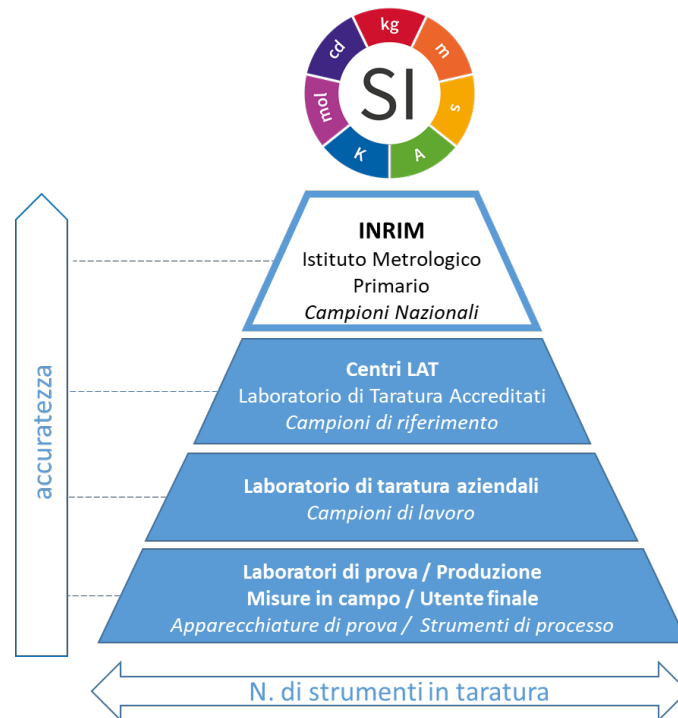 kg
m
s
A
K
mol
cd
SI
INRIM
Istituto Metrologico
Primario
Campioni Nazionali
Centri LAT
Laboratorio di Taratura Accreditati
Campioni di riferimento
Laboratorio di taratura aziendali
Campioni di lavoro
Laboratori di prova / Produzione
Misure in campo / Utente finale
Apparecchiature di prova / Strumenti di processo
accuratezza
N. di strumenti in taratura